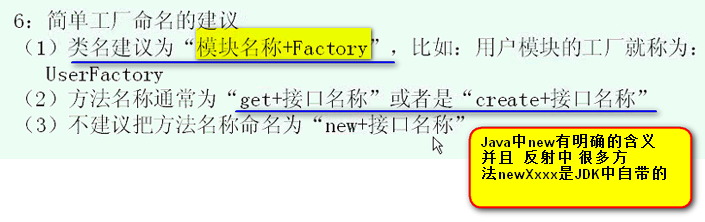 6：简单工厂命名的建议
（1）类名建议为“模块名称+Factory”，比如：用户模块的工厂就称为：
UserFactory
（2）方法名称通常为“get+接口名称”或者是“create+接口名称”
（3）不建议把方法名称命名为“new+接口名称”
Java中new有明确的含义
并且 反射中 很多方
法newXxxx是JDK中自带的